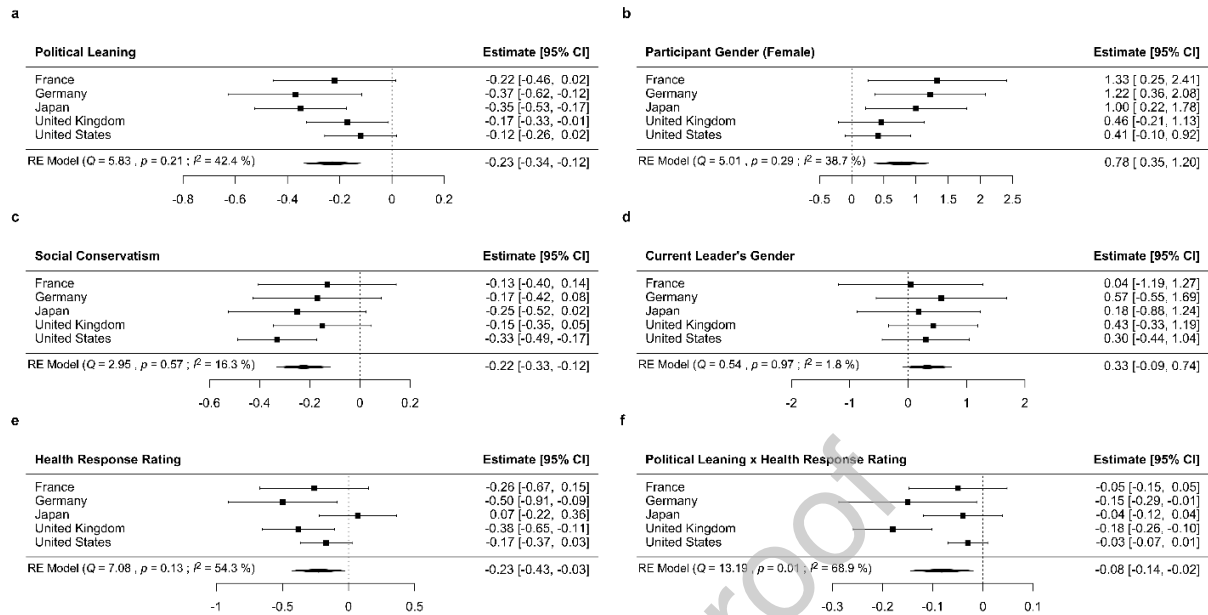 a
Political Leaning Estimate [95% CI]
France -0.22 [-0.46, 0.02]
Germany -0.37 [-0.62, -0.12]
Japan -0.35 [-0.53, -0.17]
United Kingdom -0.17 [-0.33, -0.01]
United States -0.12 [-0.26, 0.02]
RE Model (Q = 5.83 , p = 0.21 ; I² = 42.4 %) -0.23 [-0.34, -0.12]
-0.8 -0.6 -0.4 -0.2 0 0.2
b
Participant Gender (Female) Estimate [95% CI]
France 1.33 [ 0.25, 2.41]
Germany 1.22 [ 0.36, 2.08]
Japan 1.00 [ 0.22, 1.78]
United Kingdom 0.46 [-0.21, 1.13]
United States 0.41 [-0.10, 0.92]
RE Model (Q = 5.01 , p = 0.29 ; I² = 38.7 %) 0.78 [ 0.35, 1.20]
-0.5 0 0.5 1 1.5 2 2.5
c
Social Conservatism Estimate [95% CI]
France -0.13 [-0.40, 0.14]
Germany -0.17 [-0.42, 0.08]
Japan -0.25 [-0.52, 0.02]
United Kingdom -0.15 [-0.35, 0.05]
United States -0.33 [-0.49, -0.17]
RE Model (Q = 2.95 , p = 0.57 ; I² = 16.3 %) -0.22 [-0.33, -0.12]
-0.6 -0.4 -0.2 0 0.2
d
Current Leader's Gender Estimate [95% CI]
France 0.04 [-1.19, 1.27]
Germany 0.57 [-0.55, 1.69]
Japan 0.18 [-0.88, 1.24]
United Kingdom 0.43 [-0.33, 1.19]
United States 0.30 [-0.44, 1.04]
RE Model (Q = 0.54 , p = 0.97 ; I² = 1.8 %) 0.33 [-0.09, 0.74]
-2 -1 0 1 2
e
Health Response Rating Estimate [95% CI]
France -0.26 [-0.67, 0.15]
Germany -0.50 [-0.91, -0.09]
Japan 0.07 [-0.22, 0.36]
United Kingdom -0.38 [-0.65, -0.11]
United States -0.17 [-0.37, 0.03]
RE Model (Q = 7.08 , p = 0.13 ; I² = 54.3 %) -0.23 [-0.43, -0.03]
-1 -0.5 0 0.5
f
Political Leaning x Health Response Rating Estimate [95% CI]
France -0.05 [-0.15, 0.05]
Germany -0.15 [-0.29, -0.01]
Japan -0.04 [-0.12, 0.04]
United Kingdom -0.18 [-0.26, -0.10]
United States -0.03 [-0.07, 0.01]
RE Model (Q = 13.19 , p = 0.01 ; I² = 68.9 %) -0.08 [-0.14, -0.02]
-0.3 -0.2 -0.1 0 0.1
roof